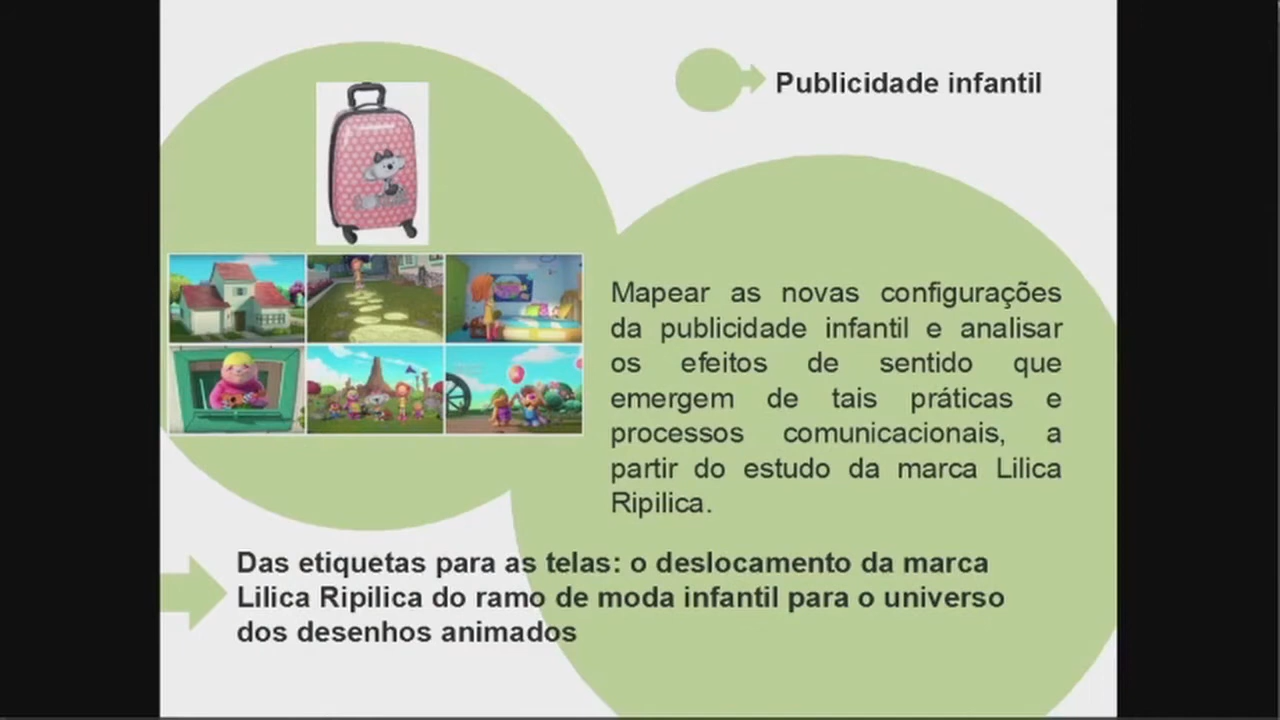 Publicidade infantil
Mapear as novas configurações
da publicidade infantil e analisar
os efeitos de sentido que
emergem de tais práticas e
processos comunicacionais, a
partir do estudo da marca Lilica
Ripilica.
Das etiquetas para as telas: o deslocamento da marca
Lilica Ripilica do ramo de moda infantil para o universo
dos desenhos animados